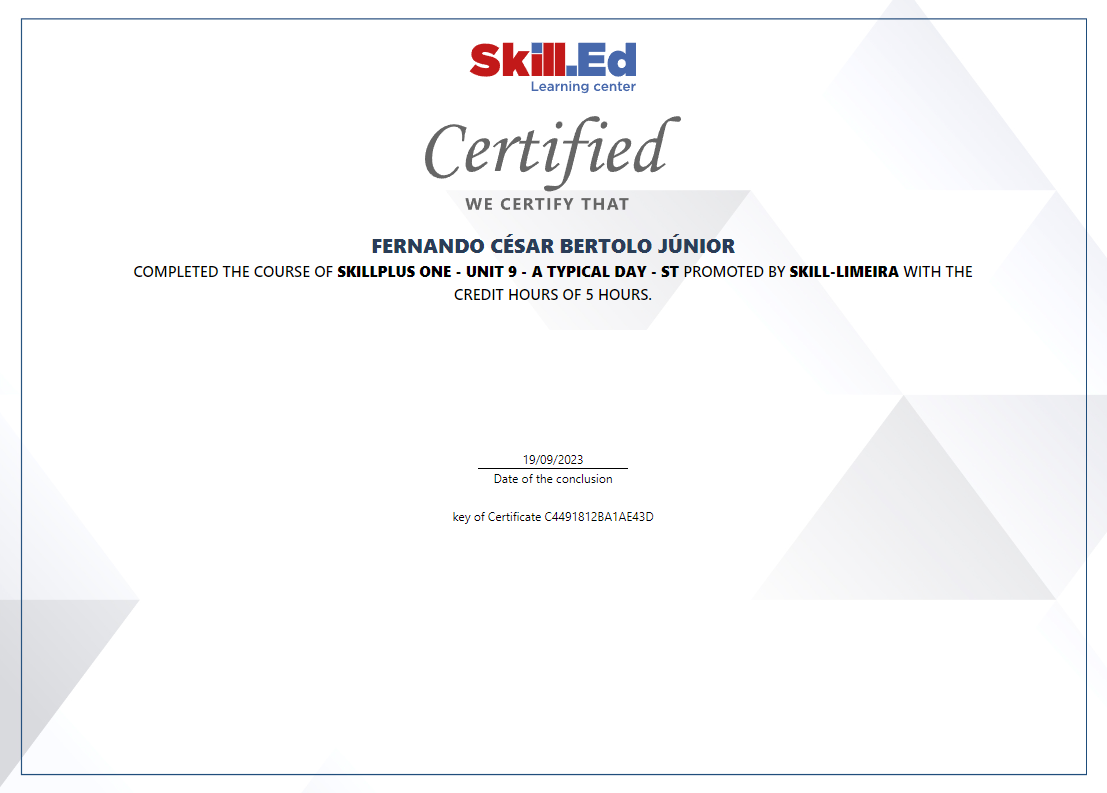 Skill.Ed
Learning center
Certified
WE CERTIFY THAT
FERNANDO CÉSAR BERTOLO JÚNIOR
COMPLETED THE COURSE OF SKILLPLUS ONE - UNIT 9 - A TYPICAL DAY - ST PROMOTED BY SKILL-LIMEIRA WITH THE
CREDIT HOURS OF 5 HOURS.
19/09/2023
Date of the conclusion
key of Certificate C4491812BA1AE43D